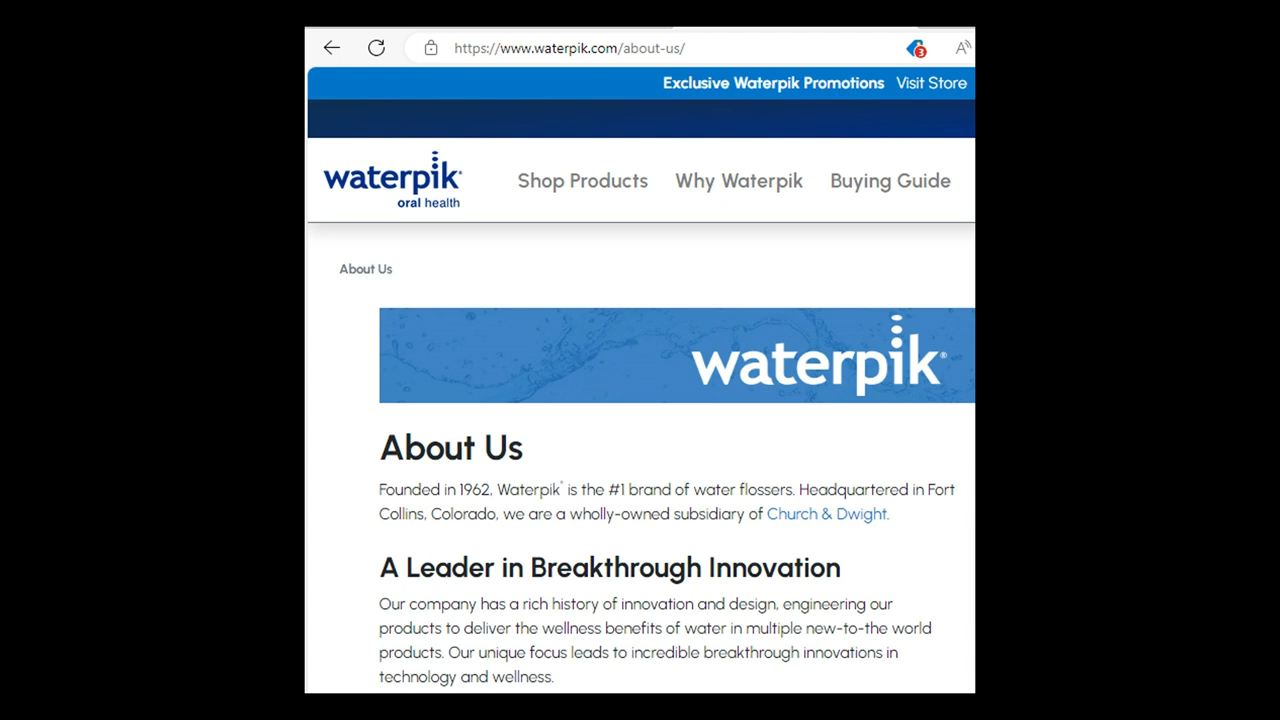 https://www.waterpik.com/about-us/
3
A
Exclusive Waterpik Promotions Visit Store
waterpik®
oral health
Shop Products Why Waterpik Buying Guide
About Us
waterpik®
About Us
Founded in 1962, Waterpik® is the #1 brand of water flossers. Headquartered in Fort
Collins, Colorado, we are a wholly-owned subsidiary of Church & Dwight.
A Leader in Breakthrough Innovation
Our company has a rich history of innovation and design, engineering our
products to deliver the wellness benefits of water in multiple new-to-the world
products. Our unique focus leads to incredible breakthrough innovations in
technology and wellness.